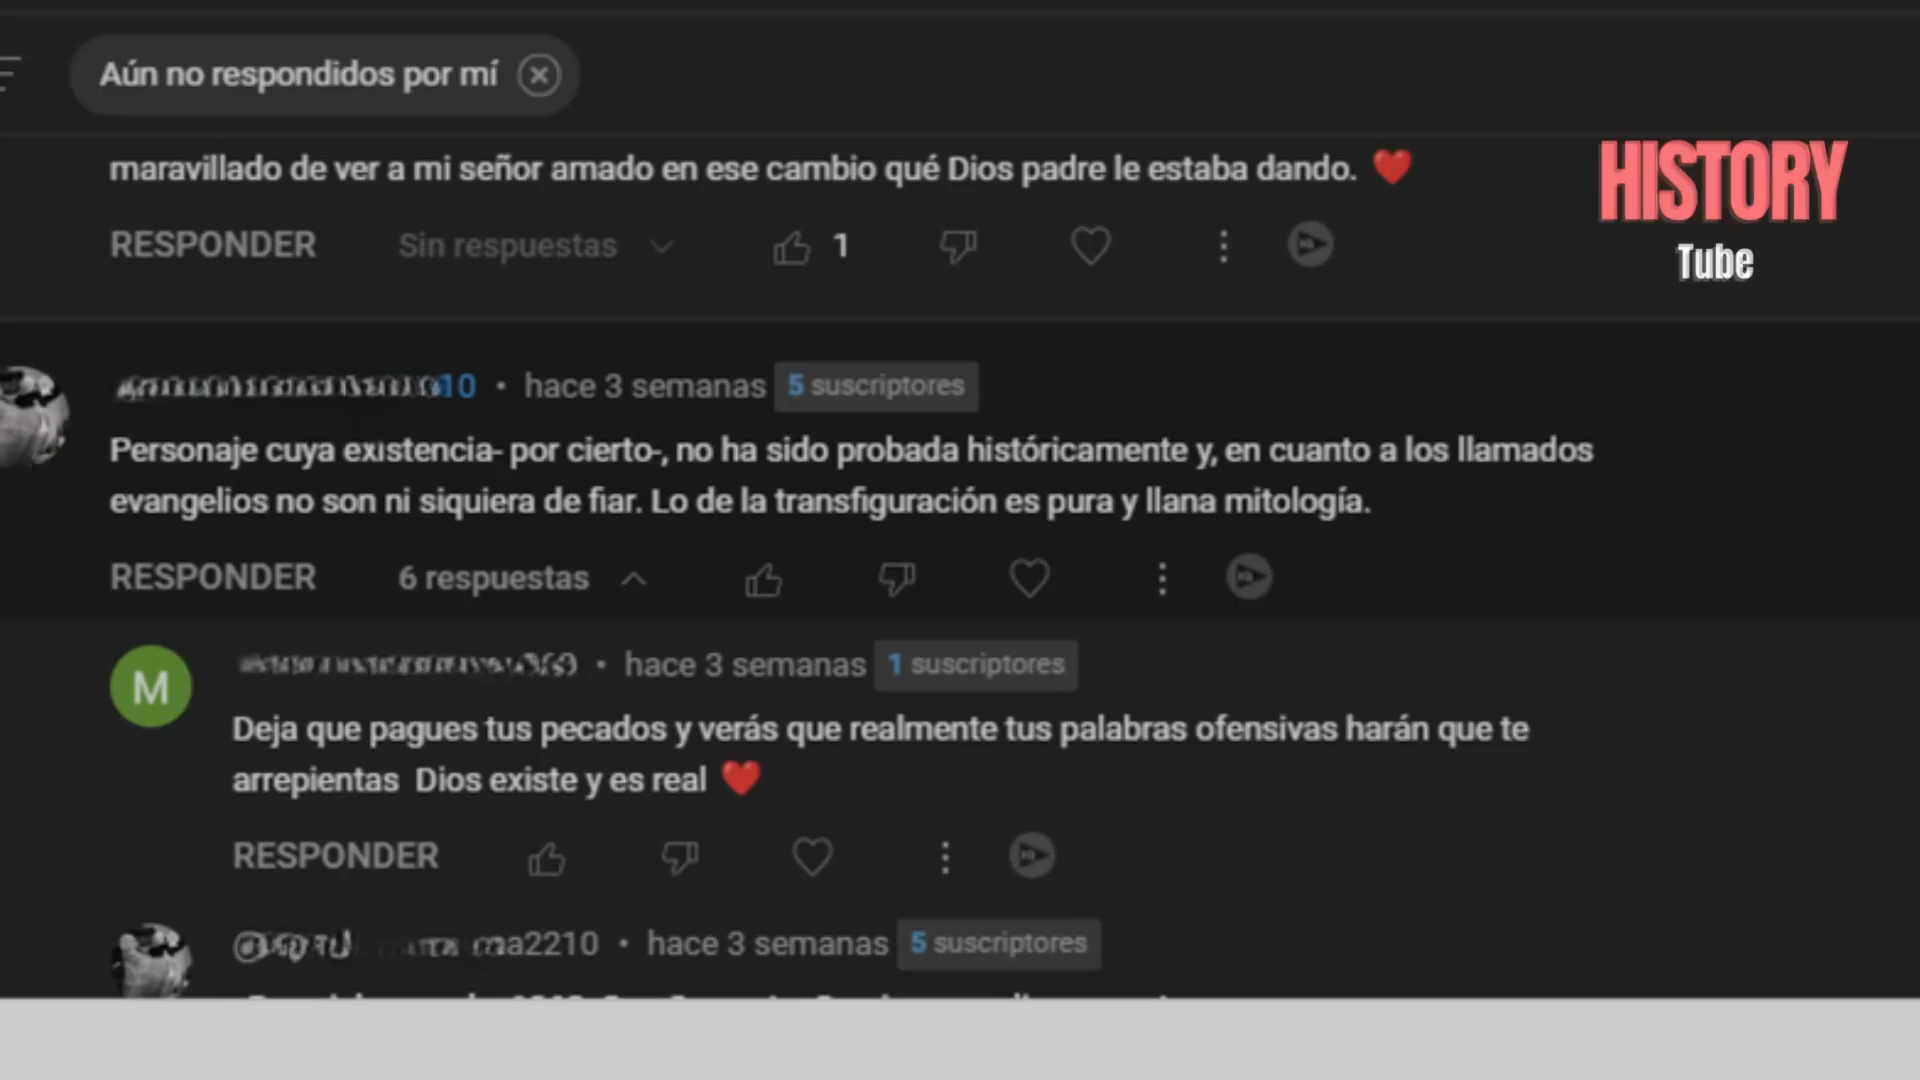 Aún no respondidos por mí
maravillado de ver a mi señor amado en ese cambio qué Dios padre le estaba dando. ❤️
HISTORY
Tube
RESPONDER Sin respuestas 1
10 • hace 3 semanas 5 suscriptores
Personaje cuya existencia- por cierto-, no ha sido probada históricamente y, en cuanto a los llamados
evangelios no son ni siquiera de fiar. Lo de la transfiguración es pura y llana mitología.
RESPONDER 6 respuestas
M
• hace 3 semanas 1 suscriptores
Deja que pagues tus pecados y verás que realmente tus palabras ofensivas harán que te
arrepientas Dios existe y es real ❤️
RESPONDER
• hace 3 semanas 5 suscriptores